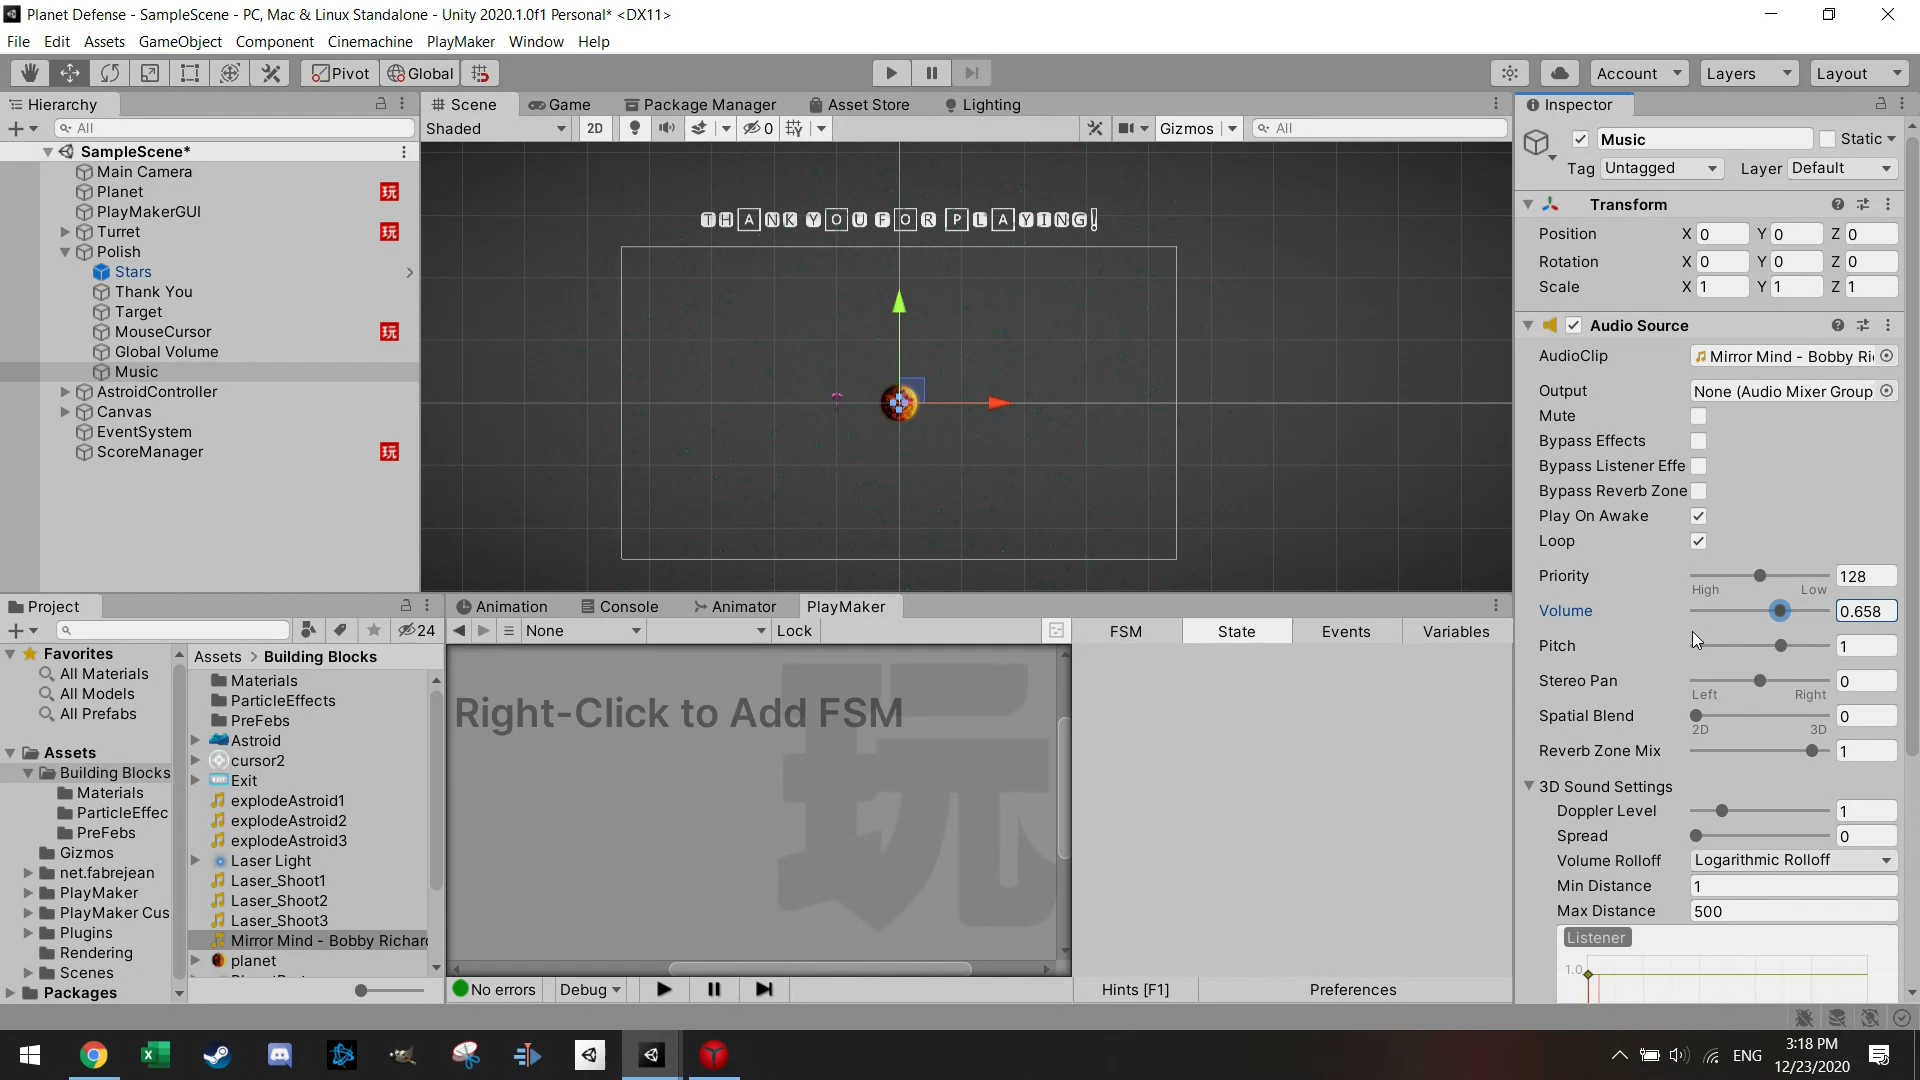 Planet Defense - SampleScene - PC, Mac & Linux Standalone - Unity 2020.1.0f1 Personal* <DX11>
File Edit Assets GameObject Component Cinemachine PlayMaker Window Help
Pivot Global Account Layers Layout
Hierarchy
All
SampleScene*
Main Camera
Planet 玩
PlayMakerGUI
Turret 玩
Polish
Stars
Thank You
Target
MouseCursor 玩
Global Volume
Music
AstroidController
Canvas
EventSystem
ScoreManager 玩
Scene Game Package Manager Asset Store Lighting
Shaded 2D 0 Gizmos All
THANK YOU FOR PLAYING!
Inspector
Music Static
Tag Untagged Layer Default
Transform
Position X 0 Y 0 Z 0
Rotation X 0 Y 0 Z 0
Scale X 1 Y 1 Z 1
Audio Source
AudioClip Mirror Mind - Bobby Ri
Output None (Audio Mixer Group
Mute
Bypass Effects
Bypass Listener Effe
Bypass Reverb Zone
Play On Awake
Loop
Priority 128
High Low
Volume 0.658
Pitch 1
Stereo Pan 0
Left Right
Spatial Blend 0
2D 3D
Reverb Zone Mix 1
3D Sound Settings
Doppler Level 1
Spread 0
Volume Rolloff Logarithmic Rolloff
Min Distance 1
Max Distance 500
Listener
1.0
Project
24
Favorites
All Materials
All Models
All Prefabs
Assets
Building Blocks
Materials
ParticleEffec
PreFebs
Gizmos
net.fabrejean
PlayMaker
PlayMaker Cus
Plugins
Rendering
Scenes
Packages
Assets > Building Blocks
Materials
ParticleEffects
PreFebs
Astroid
cursor2
Exit
explodeAstroid1
explodeAstroid2
explodeAstroid3
Laser Light
Laser_Shoot1
Laser_Shoot2
Laser_Shoot3
Mirror Mind - Bobby Richard
planet
Animation Console Animator PlayMaker
None Lock
FSM State Events Variables
Right-Click to Add FSM
玩
No errors Debug
Hints [F1] Preferences
ENG
3:18 PM
12/23/2020